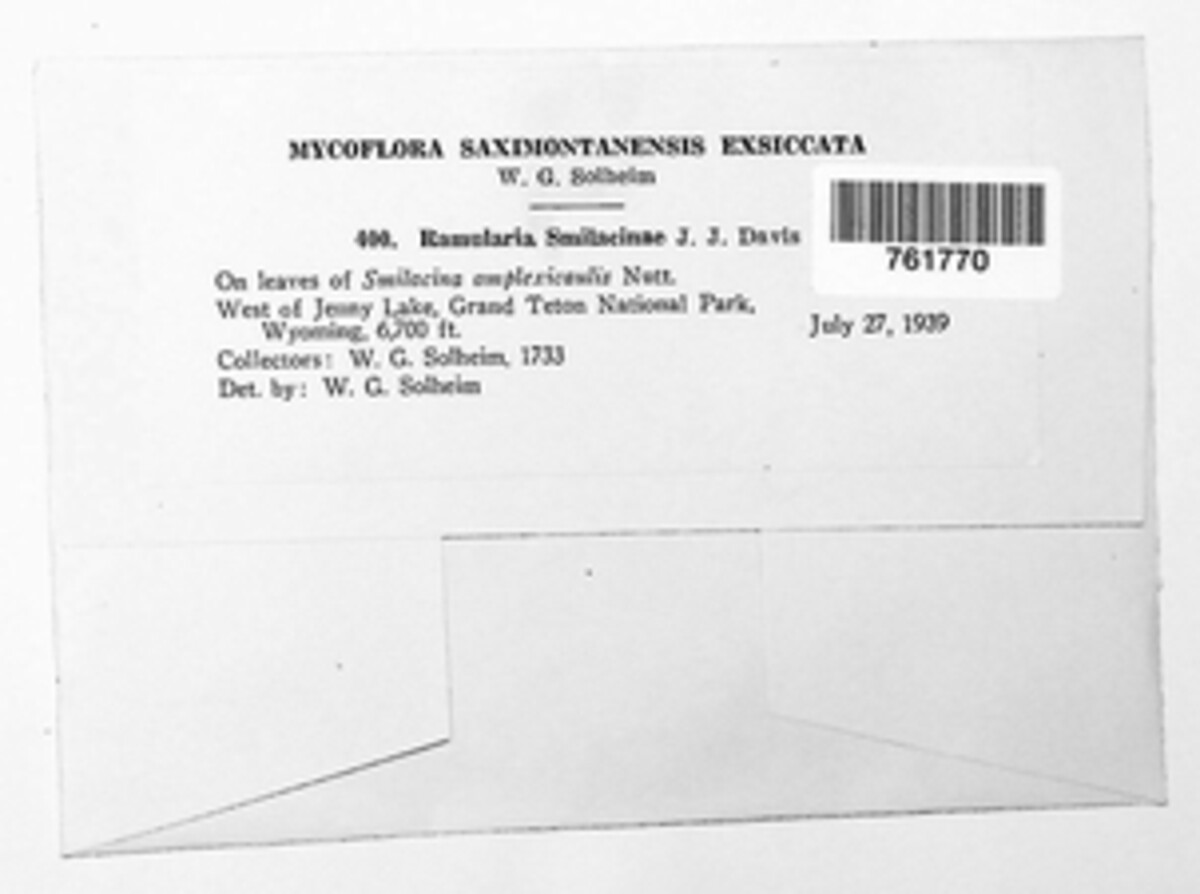 MYCOFLORA SAXIMONTANENSIS EXSICCATA
W. G. Solheim
400. Ramularia Smilacinae J. J. Davis
761770
On leaves of Smilacina amplexicaulis Nutt.
West of Jenny Lake, Grand Teton National Park,
Wyoming, 6,700 ft.
July 27, 1939
Collectors: W. G. Solheim, 1733
Det. by: W. G. Solheim